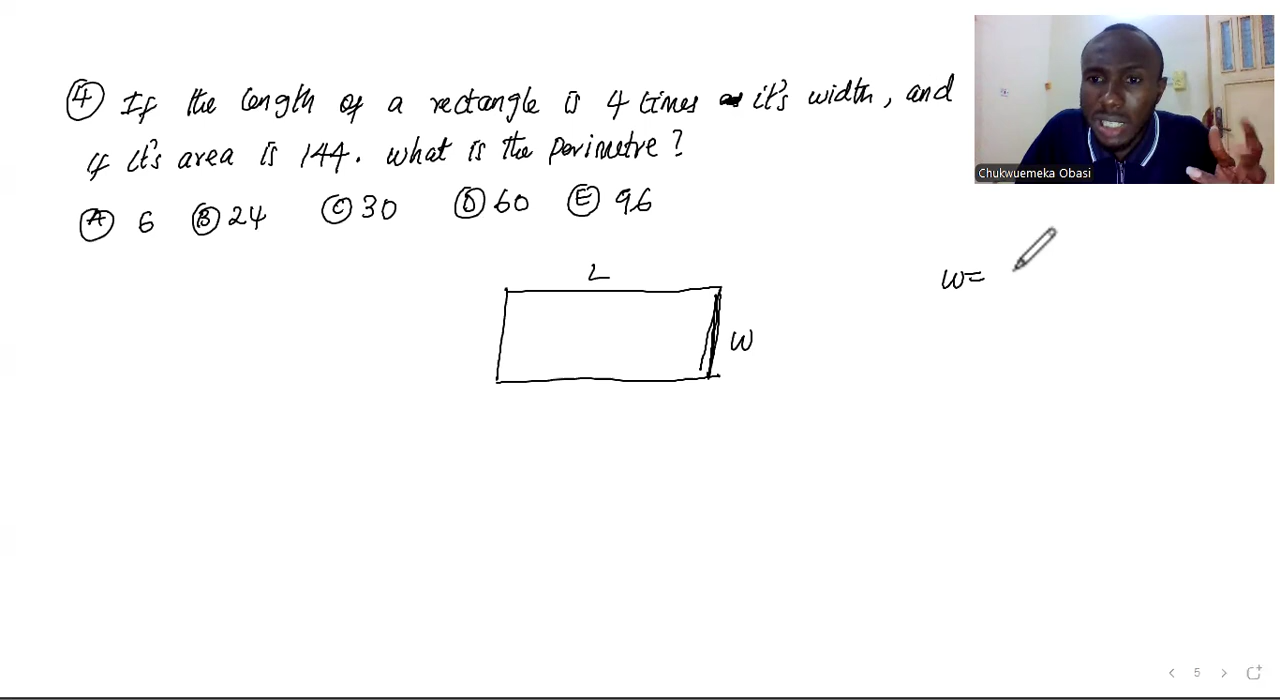 ④ If the length of a rectangle is 4 times it's width, and
if it's area is 144. what is the perimetre?
Ⓐ 6 Ⓑ 24 Ⓒ 30 Ⓓ 60 Ⓔ 96
L
W
w=
Chukwuemeka Obasi
5